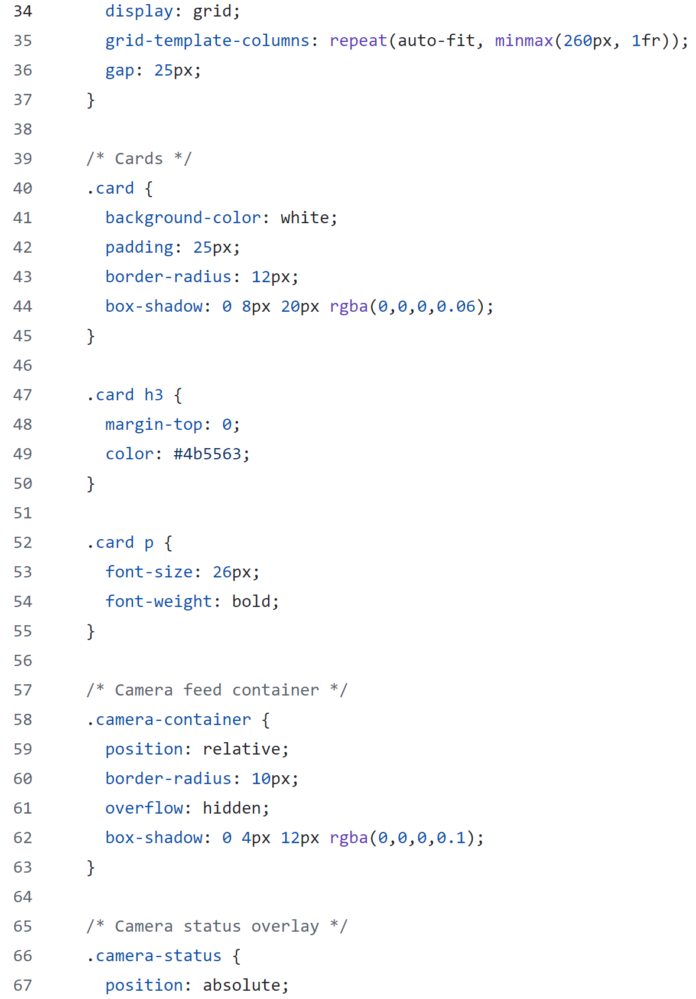 34 display: grid;
35 grid-template-columns: repeat(auto-fit, minmax(260px, 1fr));
36 gap: 25px;
37 }
38
39 /* Cards */
40 .card {
41 background-color: white;
42 padding: 25px;
43 border-radius: 12px;
44 box-shadow: 0 8px 20px rgba(0,0,0,0.06);
45 }
46
47 .card h3 {
48 margin-top: 0;
49 color: #4b5563;
50 }
51
52 .card p {
53 font-size: 26px;
54 font-weight: bold;
55 }
56
57 /* Camera feed container */
58 .camera-container {
59 position: relative;
60 border-radius: 10px;
61 overflow: hidden;
62 box-shadow: 0 4px 12px rgba(0,0,0,0.1);
63 }
64
65 /* Camera status overlay */
66 .camera-status {
67 position: absolute;